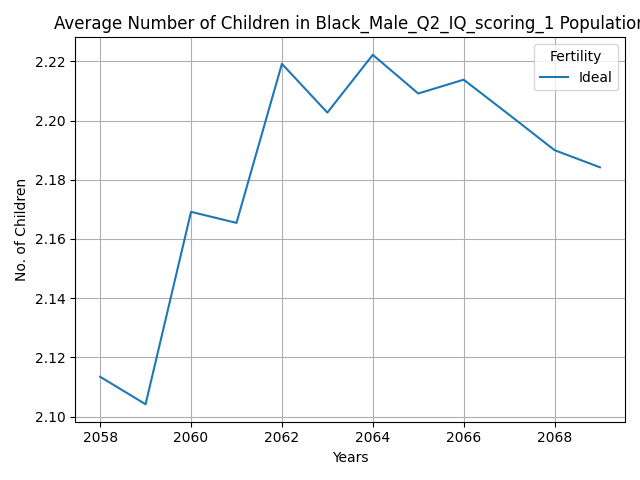 Average Number of Children in Black_Male_Q2_IQ_scoring_1 Population
Fertility
Ideal
2.22
2.20
2.18
2.16
2.14
2.12
2.10
No. of Children
2058 2060 2062 2064 2066 2068
Years